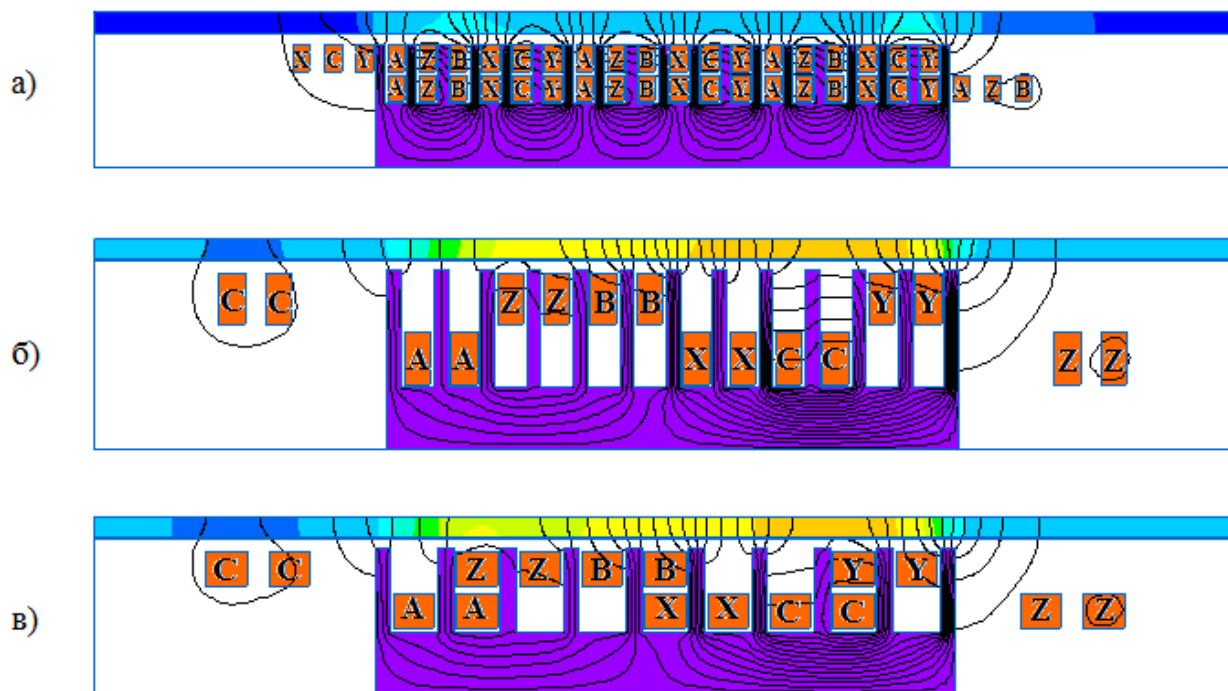 а)
X C Y A Z B X C Y A Z B X C Y A Z B X C Y
A Z B X C Y A Z B X C Y A Z B X C Y A Z B
б)
C C Z Z B B Y Y
A A X X C C Z Z
в)
C C Z Z B B Y Y
A A X X C C Z Z